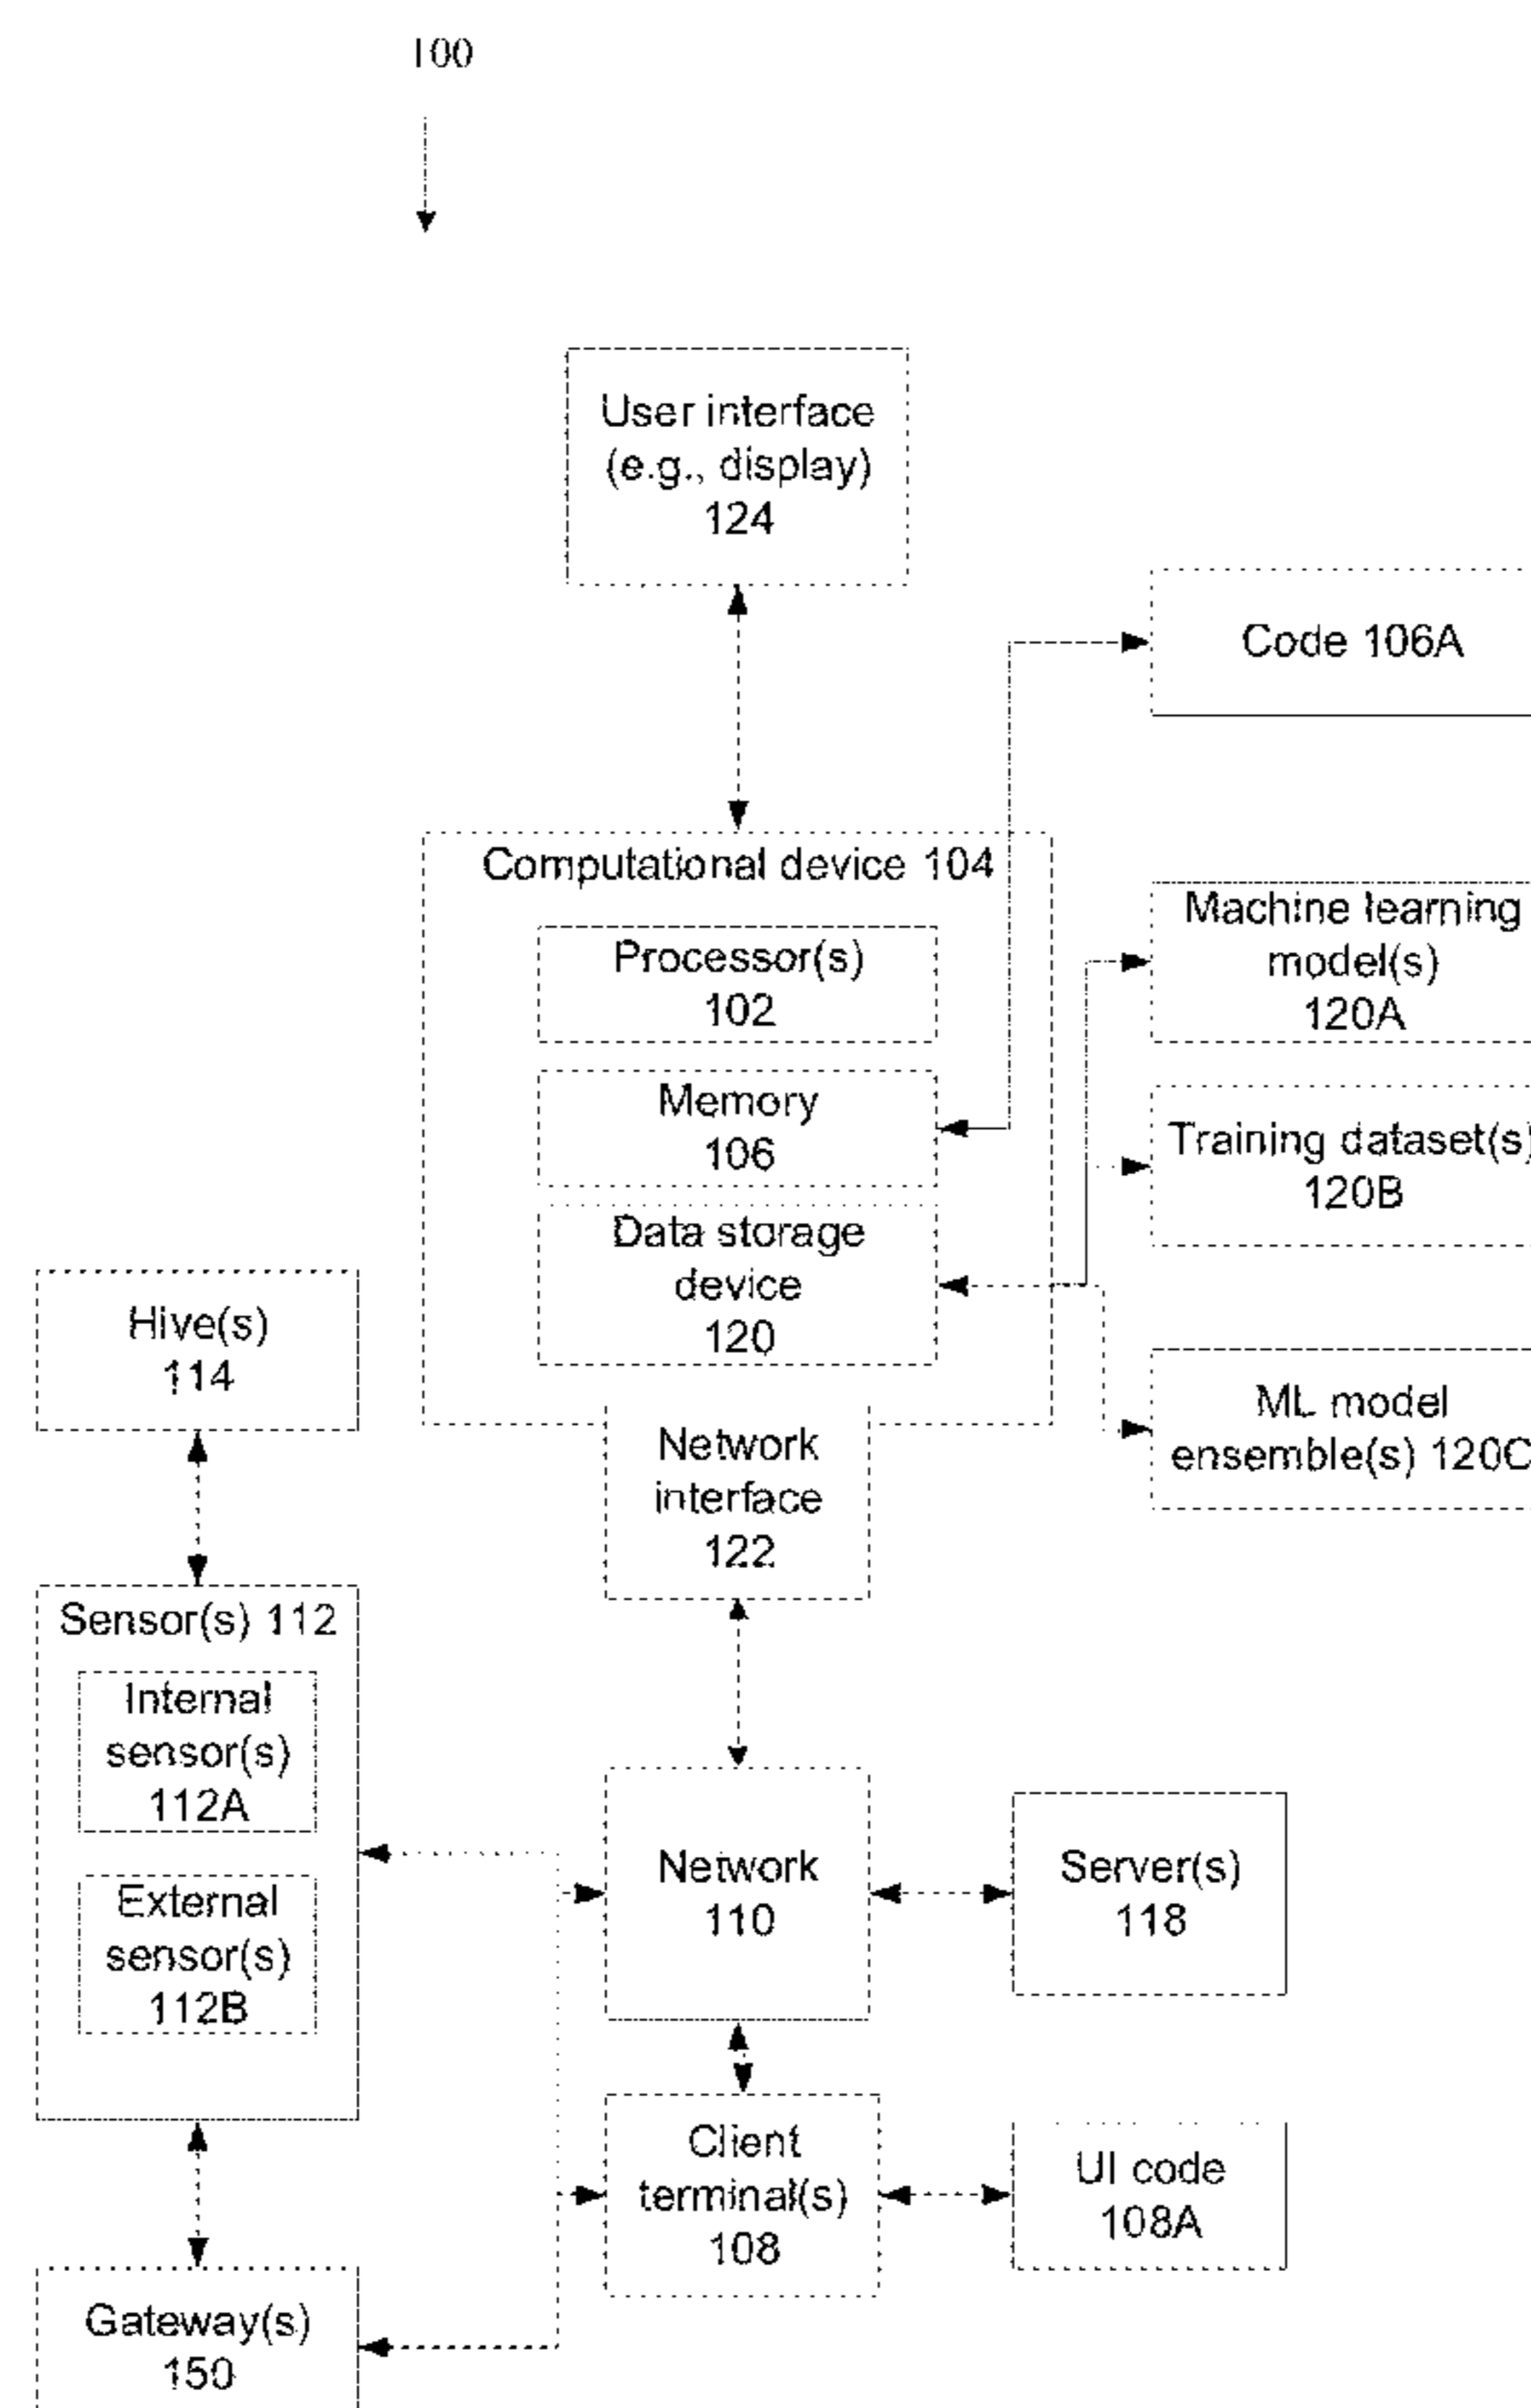 100
User interface
(e.g., display)
124
Code 106A
Computational device 104
Processor(s)
102
Memory
106
Data storage
device
120
Network
interface
122
Machine learning
model(s)
120A
Training dataset(s)
120B
ML model
ensemble(s) 120C
Hive(s)
114
Sensor(s) 112
Internal
sensor(s)
112A
External
sensor(s)
112B
Network
110
Server(s)
118
Client
terminal(s)
108
UI code
108A
Gateway(s)
150